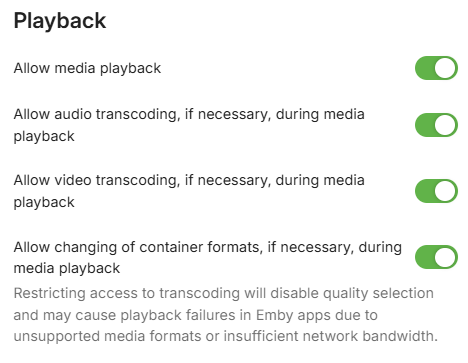 Playback
Allow media playback
Allow audio transcoding, if necessary, during media
playback
Allow video transcoding, if necessary, during media
playback
Allow changing of container formats, if necessary, during
media playback
Restricting access to transcoding will disable quality selection
and may cause playback failures in Emby apps due to
unsupported media formats or insufficient network bandwidth.